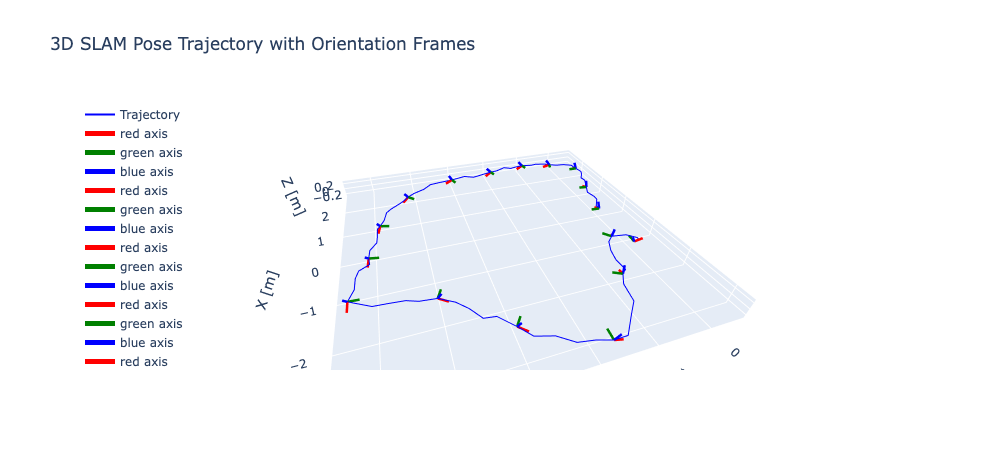 3D SLAM Pose Trajectory with Orientation Frames
Trajectory
red axis
green axis
blue axis
red axis
green axis
blue axis
red axis
green axis
blue axis
red axis
green axis
blue axis
red axis
Z [m]
0.2
0
−0.2
2
1
0
−1
−2
X [m]
0